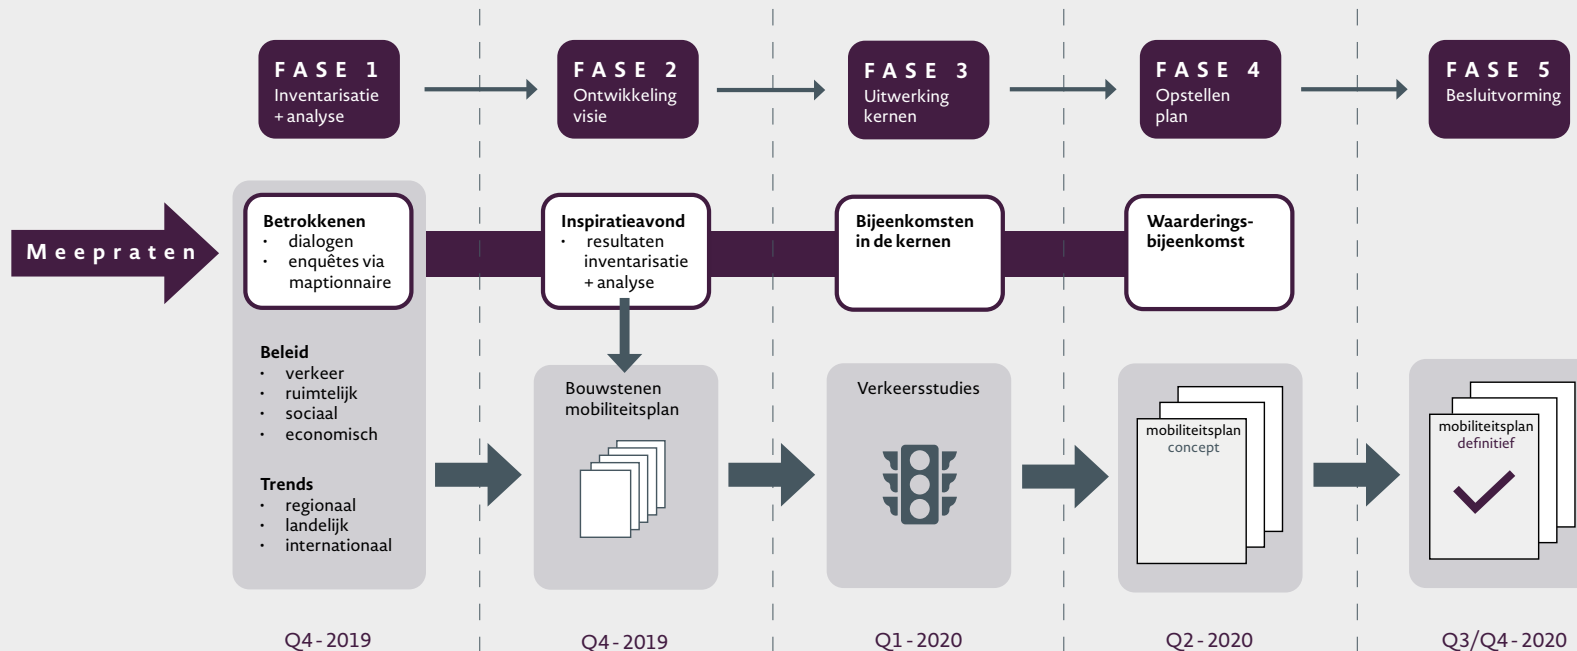 FASE 1
Inventarisatie
+ analyse
FASE 2
Ontwikkeling
visie
FASE 3
Uitwerking
kernen
FASE 4
Opstellen
plan
FASE 5
Besluitvorming
Meepraten
Betrokkenen
· dialogen
· enquêtes via
maptionnaire
Inspiratieavond
· resultaten
inventarisatie
+ analyse
Bijeenkomsten
in de kernen
Waarderings-
bijeenkomst
Beleid
· verkeer
· ruimtelijk
· sociaal
· economisch
Trends
· regionaal
· landelijk
· internationaal
Bouwstenen
mobiliteitsplan
Verkeersstudies
mobiliteitsplan
concept
mobiliteitsplan
definitief
Q4-2019
Q4-2019
Q1-2020
Q2-2020
Q3/Q4-2020